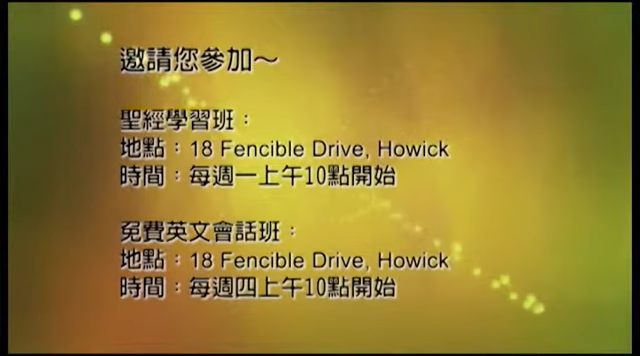 邀請您參加～
聖經學習班：
地點：18 Fencible Drive, Howick
時間：每週一上午10點開始
免費英文會話班：
地點：18 Fencible Drive, Howick
時間：每週四上午10點開始